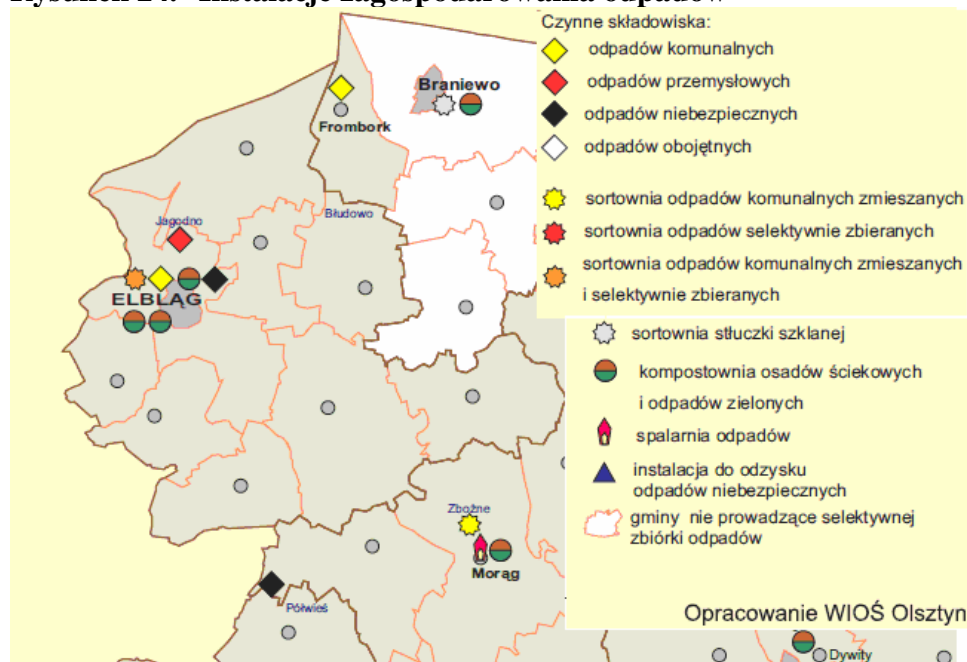 Czynne składowiska:
odpadów komunalnych
odpadów przemysłowych
odpadów niebezpiecznych
odpadów obojętnych
sortownia odpadów komunalnych zmieszanych
sortownia odpadów selektywnie zbieranych
sortownia odpadów komunalnych zmieszanych
i selektywnie zbieranych
sortownia stłuczki szklanej
kompostownia osadów ściekowych
i odpadów zielonych
spalarnia odpadów
instalacja do odzysku
odpadów niebezpiecznych
gminy nie prowadzące selektywnej
zbiórki odpadów
Opracowanie WIOŚ Olsztyn
Braniewo
Frombork
Jagodno
Błudowo
ELBLĄG
Zbożne
Morąg
Półwieś
Dywity